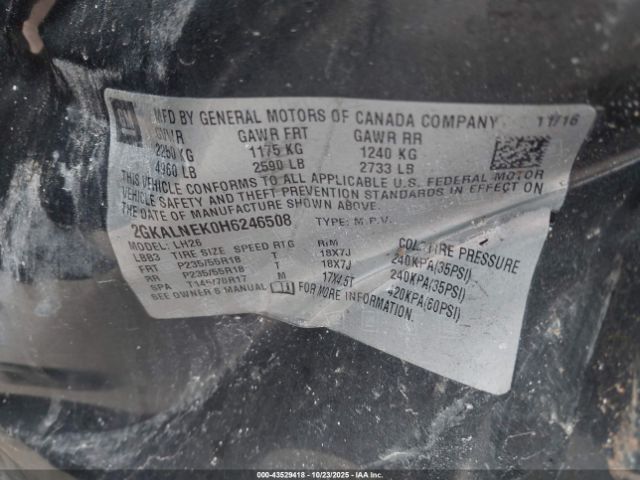 GM MFD BY GENERAL MOTORS OF CANADA COMPANY 11/16
GVWR GAWR FRT GAWR RR
2250 KG 1175 KG 1240 KG
4960 LB 2590 LB 2733 LB
THIS VEHICLE CONFORMS TO ALL APPLICABLE U.S. FEDERAL MOTOR
VEHICLE SAFETY AND THEFT PREVENTION STANDARDS IN EFFECT ON
THE DATE OF MANUFACTURE SHOWN ABOVE.
2GKALNEK0H6246508 TYPE: M.P.V.
MODEL: LH26
LBB3 TIRE SIZE SPEED RTG RIM COLD TIRE PRESSURE
FRT P235/55R18 T 18X7J 240KPA(35PSI)
RR P235/55R18 T 18X7J 240KPA(35PSI)
SPA T145/70R17 M 17X4.5T 420KPA(60PSI)
SEE OWNER'S MANUAL FOR MORE INFORMATION.
00-43529418 - 10/23/2025 - IAA Inc.